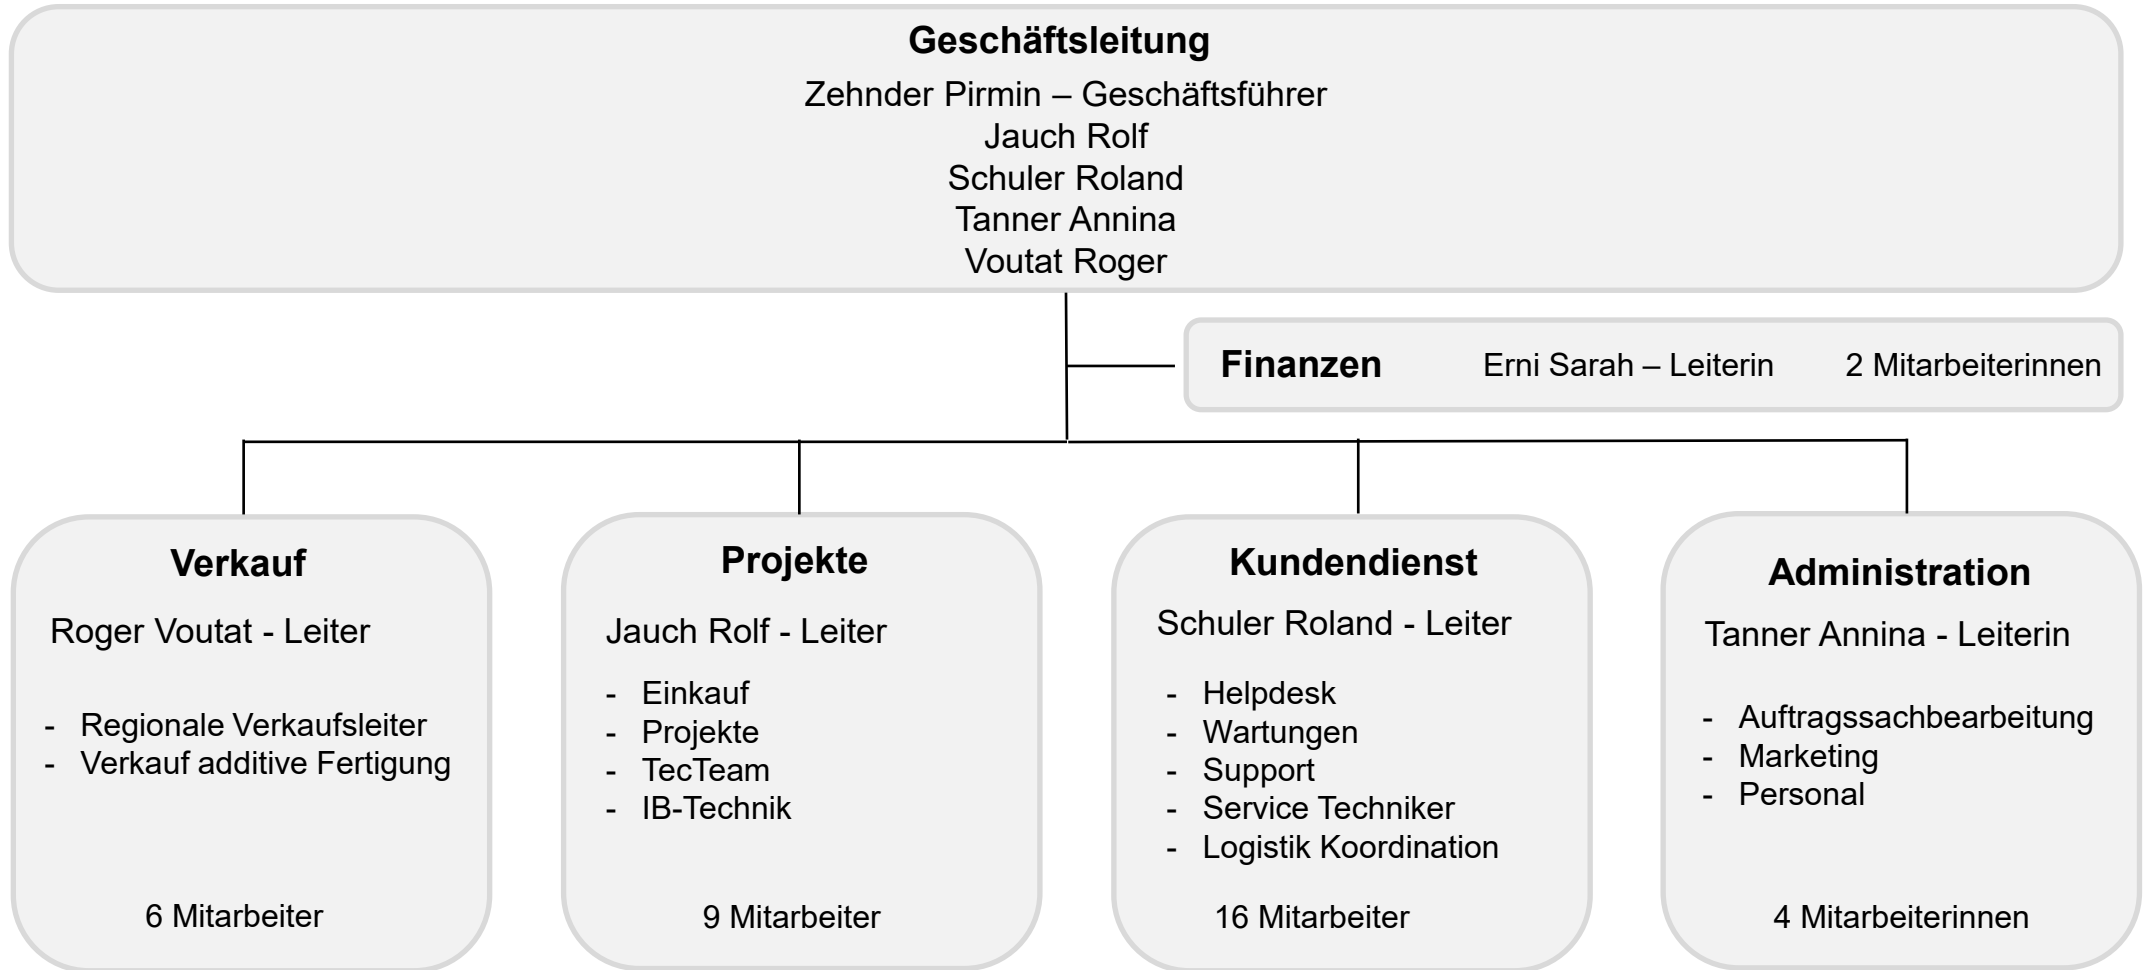 Geschäftsleitung
Zehnder Pirmin – Geschäftsführer
Jauch Rolf
Schuler Roland
Tanner Annina
Voutat Roger
Finanzen Erni Sarah – Leiterin 2 Mitarbeiterinnen
Verkauf
Roger Voutat - Leiter
- Regionale Verkaufsleiter
- Verkauf additive Fertigung
6 Mitarbeiter
Projekte
Jauch Rolf - Leiter
- Einkauf
- Projekte
- TecTeam
- IB-Technik
9 Mitarbeiter
Kundendienst
Schuler Roland - Leiter
- Helpdesk
- Wartungen
- Support
- Service Techniker
- Logistik Koordination
16 Mitarbeiter
Administration
Tanner Annina - Leiterin
- Auftragssachbearbeitung
- Marketing
- Personal
4 Mitarbeiterinnen